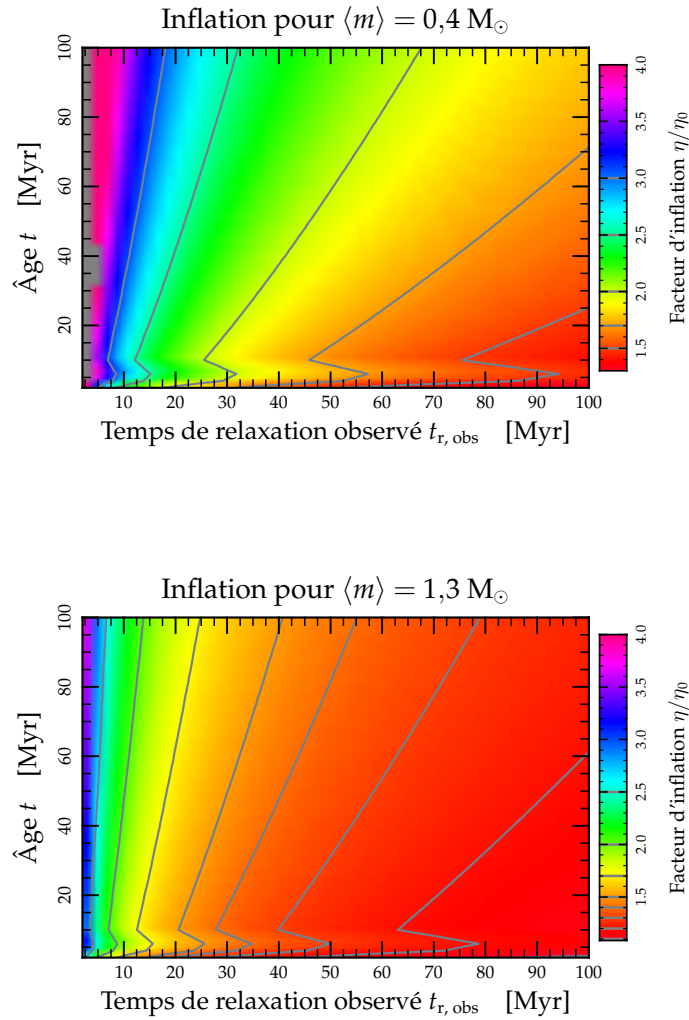 Inflation pour ⟨m⟩ = 0,4 M☉
100
80
60
40
20
Âge t [Myr]
10 20 30 40 50 60 70 80 90 100
Temps de relaxation observé t r, obs [Myr]
4.0
3.5
3.0
2.5
2.0
1.5
Facteur d'inflation η/η0
Inflation pour ⟨m⟩ = 1,3 M☉
100
80
60
40
20
Âge t [Myr]
10 20 30 40 50 60 70 80 90 100
Temps de relaxation observé t r, obs [Myr]
4.0
3.5
3.0
2.5
2.0
1.5
Facteur d'inflation η/η0